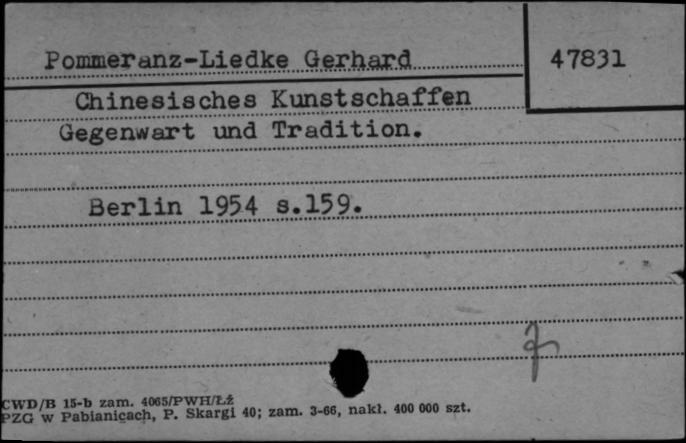 Pommeranz-Liedke Gerhard
47831
Chinesisches Kunstschaffen
Gegenwart und Tradition.
Berlin 1954 s.159.
CWD/B 15-b zam. 4065/PWH/Łź
PZG w Pabianicach, P. Skargi 40; zam. 3-66, nakł. 400 000 szt.